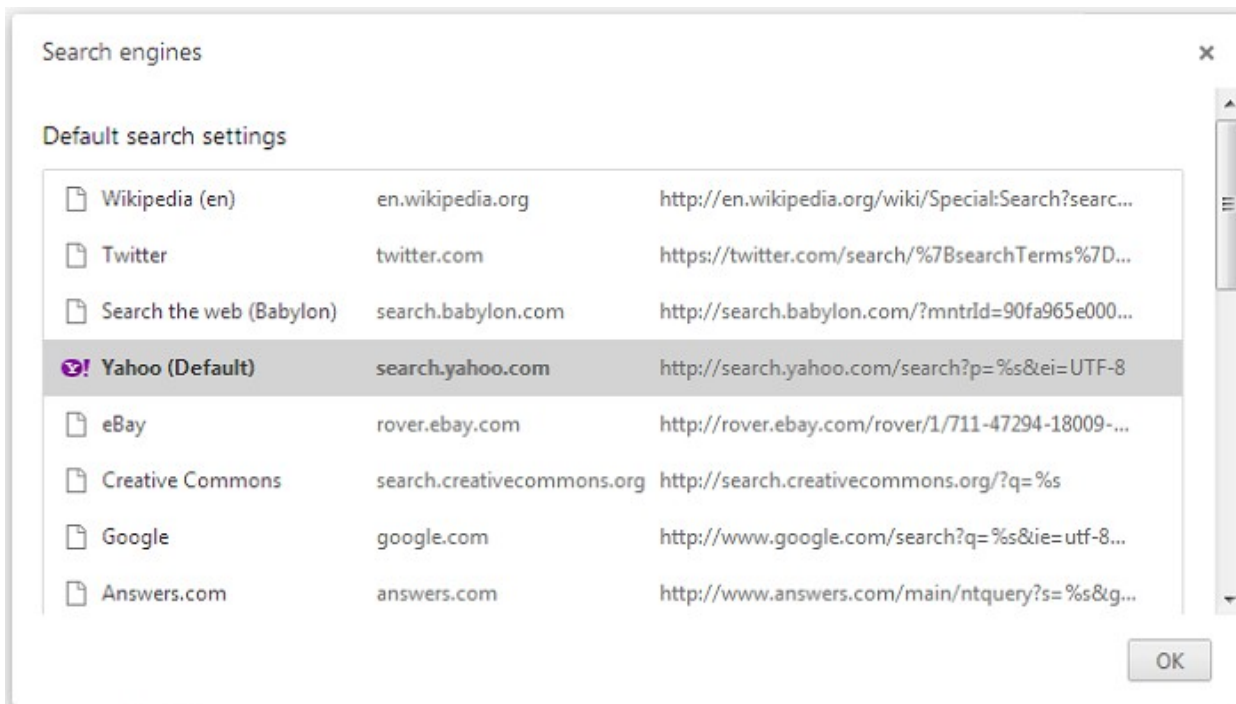 Search engines
Default search settings
Wikipedia (en) en.wikipedia.org http://en.wikipedia.org/wiki/Special:Search?searc...
Twitter twitter.com https://twitter.com/search/%7BsearchTerms%7D...
Search the web (Babylon) search.babylon.com http://search.babylon.com/?mntrId=90fa965e000...
Y! Yahoo (Default) search.yahoo.com http://search.yahoo.com/search?p=%s&ei=UTF-8
eBay rover.ebay.com http://rover.ebay.com/rover/1/711-47294-18009-...
Creative Commons search.creativecommons.org http://search.creativecommons.org/?q=%s
Google google.com http://www.google.com/search?q=%s&ie=utf-8...
Answers.com answers.com http://www.answers.com/main/ntquery?s=%s&g...
OK